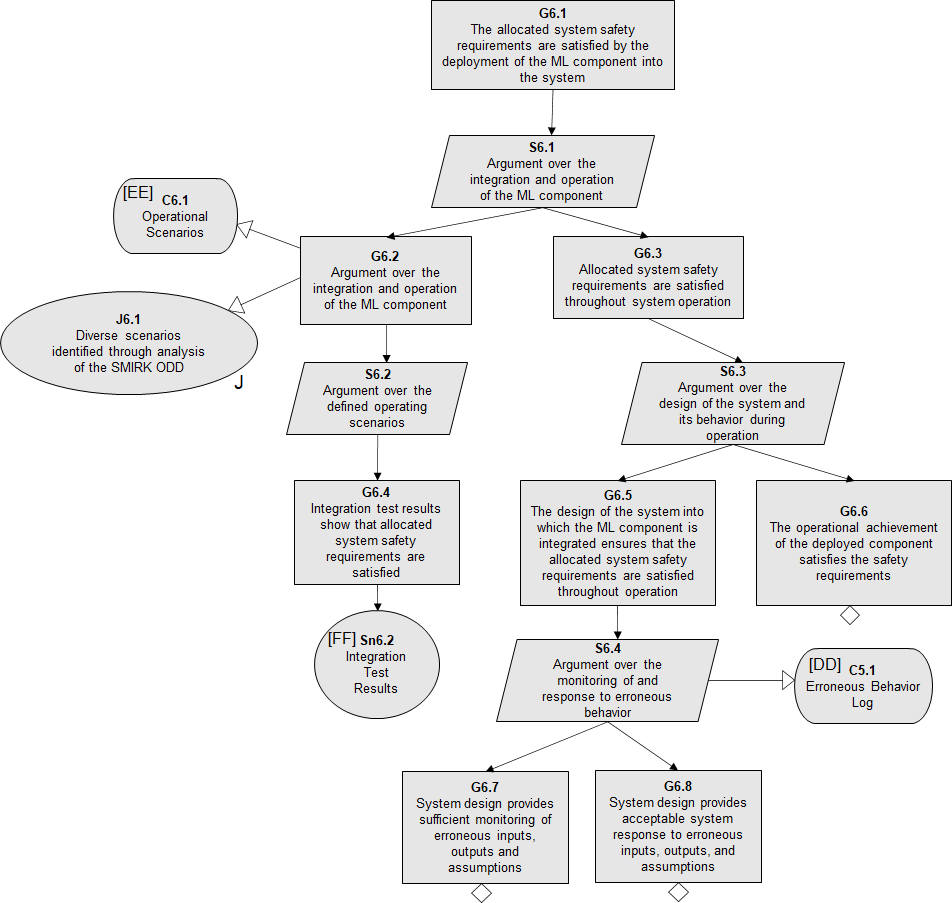 G6.1
The allocated system safety
requirements are satisfied by the
deployment of the ML component into
the system
S6.1
Argument over the
integration and operation
of the ML component
[EE] C6.1
Operational
Scenarios
G6.2
Argument over the
integration and operation
of the ML component
G6.3
Allocated system safety
requirements are satisfied
throughout system operation
J6.1
Diverse scenarios
identified through analysis
of the SMIRK ODD
J
S6.2
Argument over the
defined operating
scenarios
S6.3
Argument over the
design of the system and
its behavior during
operation
G6.4
Integration test results
show that allocated
system safety
requirements are
satisfied
G6.5
The design of the system into
which the ML component is
integrated ensures that the
allocated system safety
requirements are satisfied
throughout operation
G6.6
The operational achievement
of the deployed component
satisfies the safety
requirements
[FF] Sn6.2
Integration
Test
Results
S6.4
Argument over the
monitoring of and
response to erroneous
behavior
[DD] C5.1
Erroneous Behavior
Log
G6.7
System design provides
sufficient monitoring of
erroneous inputs,
outputs and
assumptions
G6.8
System design provides
acceptable system
response to erroneous
inputs, outputs, and
assumptions